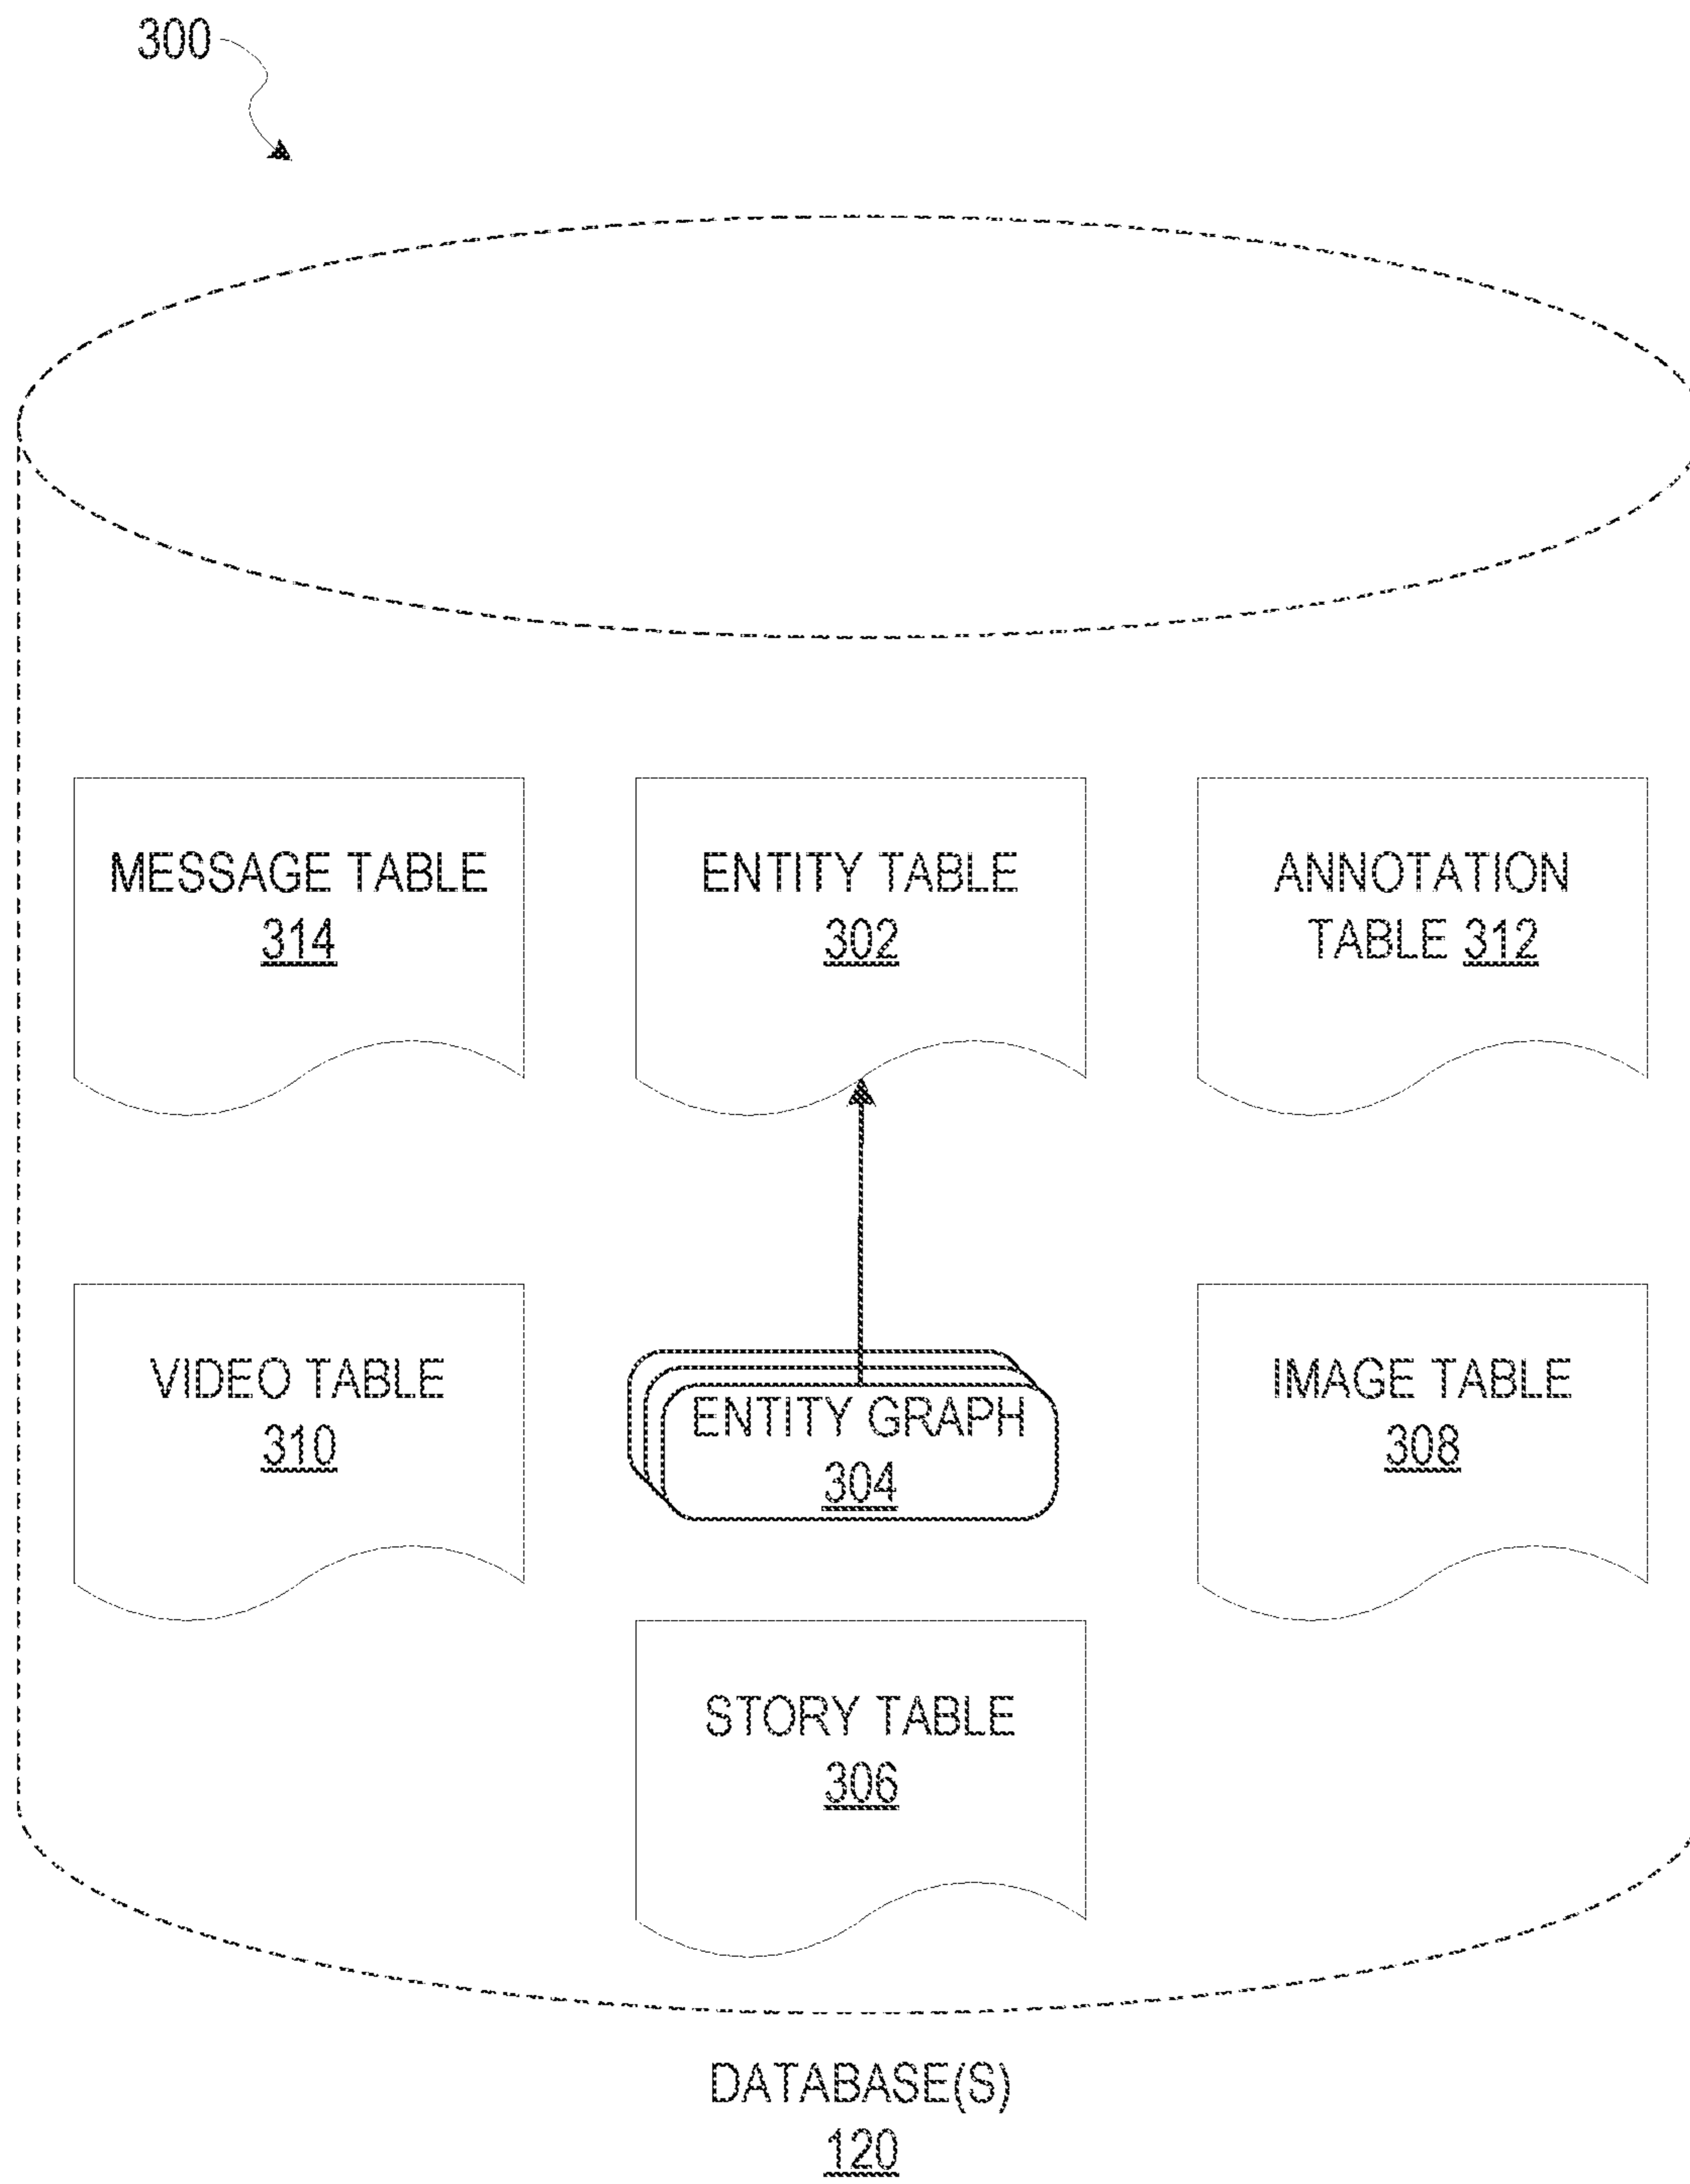 300
MESSAGE TABLE
314
ENTITY TABLE
302
ANNOTATION
TABLE 312
VIDEO TABLE
310
ENTITY GRAPH
304
IMAGE TABLE
308
STORY TABLE
306
DATABASE(S)
120